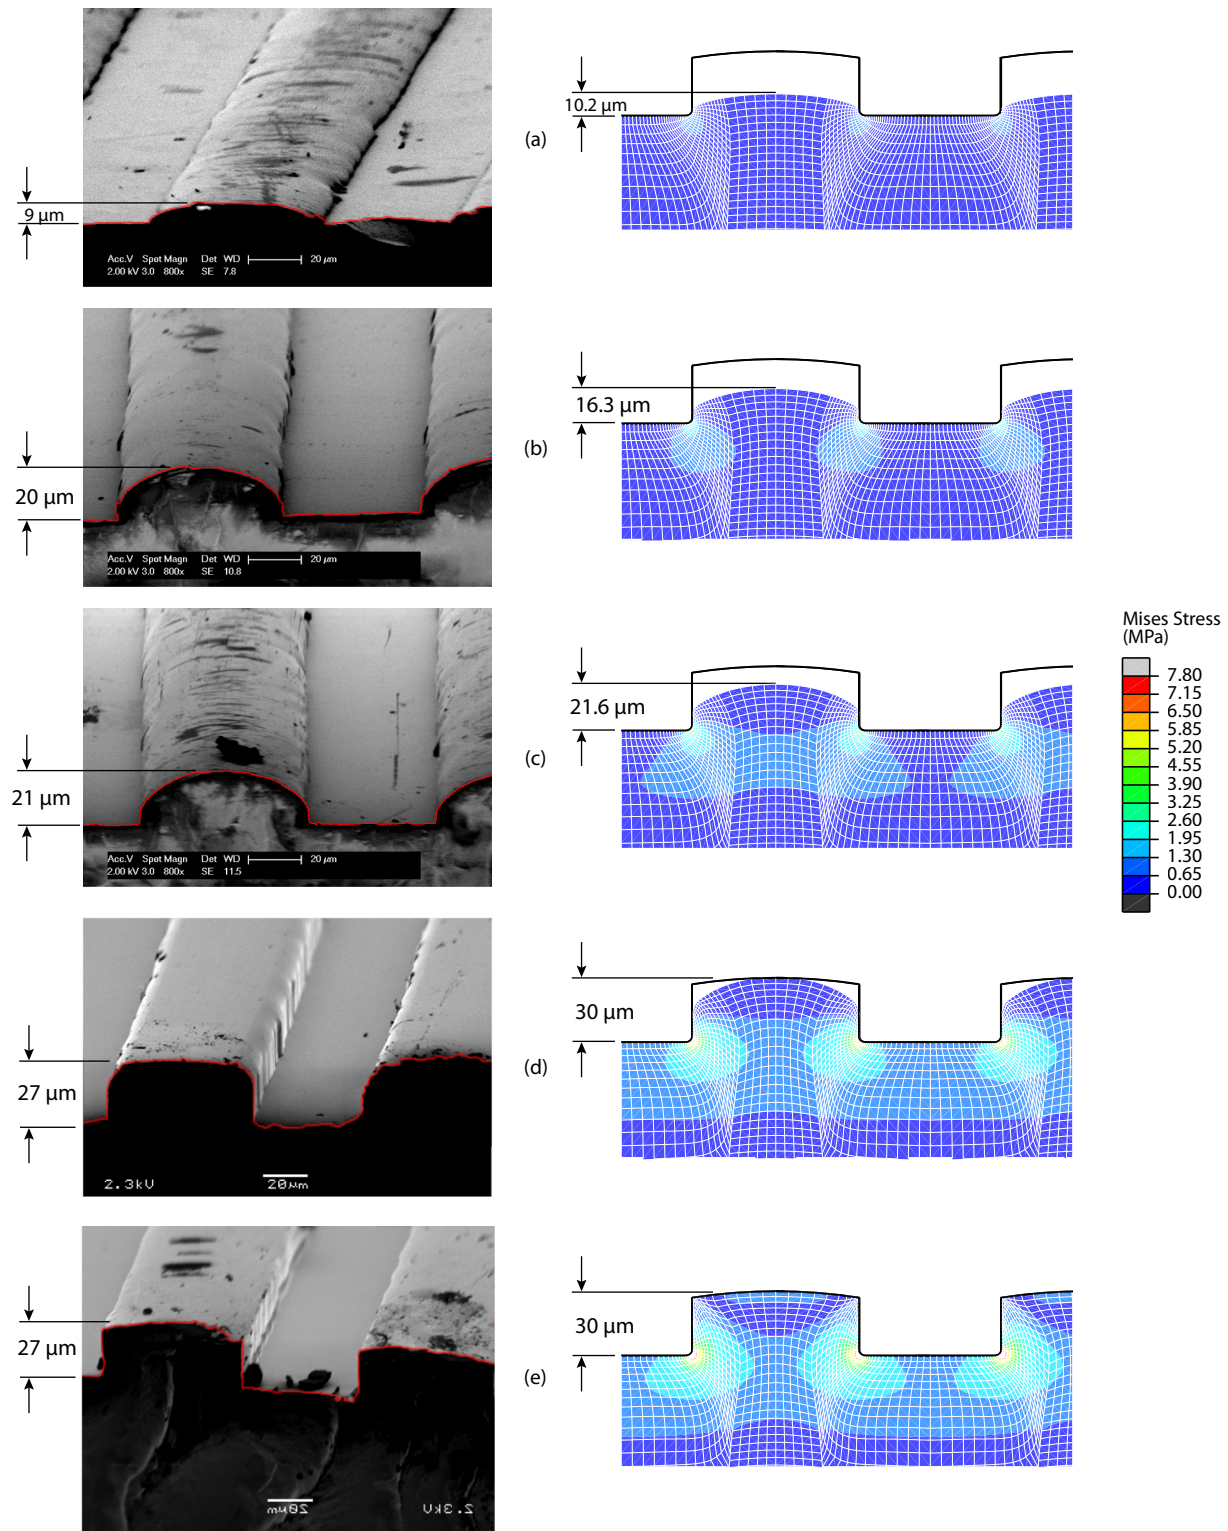 10.2 μm
(a)
9 μm
Acc.V Spot Magn Det WD 20 μm
2.00 kV 3.0 800x SE 7.8
16.3 μm
(b)
20 μm
Acc.V Spot Magn Det WD 20 μm
2.00 kV 3.0 800x SE 10.8
Mises Stress
(MPa)
7.80
7.15
6.50
5.85
5.20
4.55
3.90
3.25
2.60
1.95
1.30
0.65
0.00
21.6 μm
(c)
21 μm
Acc.V Spot Magn Det WD 20 μm
2.00 kV 3.0 800x SE 11.5
30 μm
(d)
27 μm
2.3kV 20μm
30 μm
27 μm
(e)
20μm 2.3kV